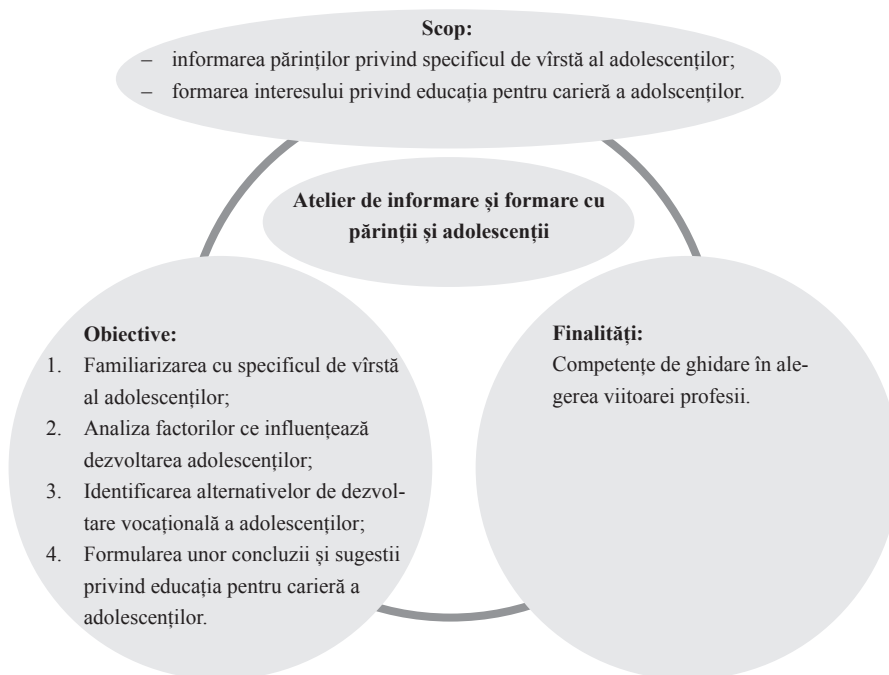 Scop:
– informarea părinților privind specificul de vîrstă al adolescenților;
– formarea interesului privind educația pentru carieră a adolscenților.
Atelier de informare și formare cu
părinții și adolescenții
Obiective:
1. Familiarizarea cu specificul de vîrstă
al adolescenților;
2. Analiza factorilor ce influențează
dezvoltarea adolescenților;
3. Identificarea alternativelor de dezvol-
tare vocațională a adolescenților;
4. Formularea unor concluzii și sugestii
privind educația pentru carieră a
adolescenților.
Finalități:
Competențe de ghidare în ale-
gerea viitoarei profesii.